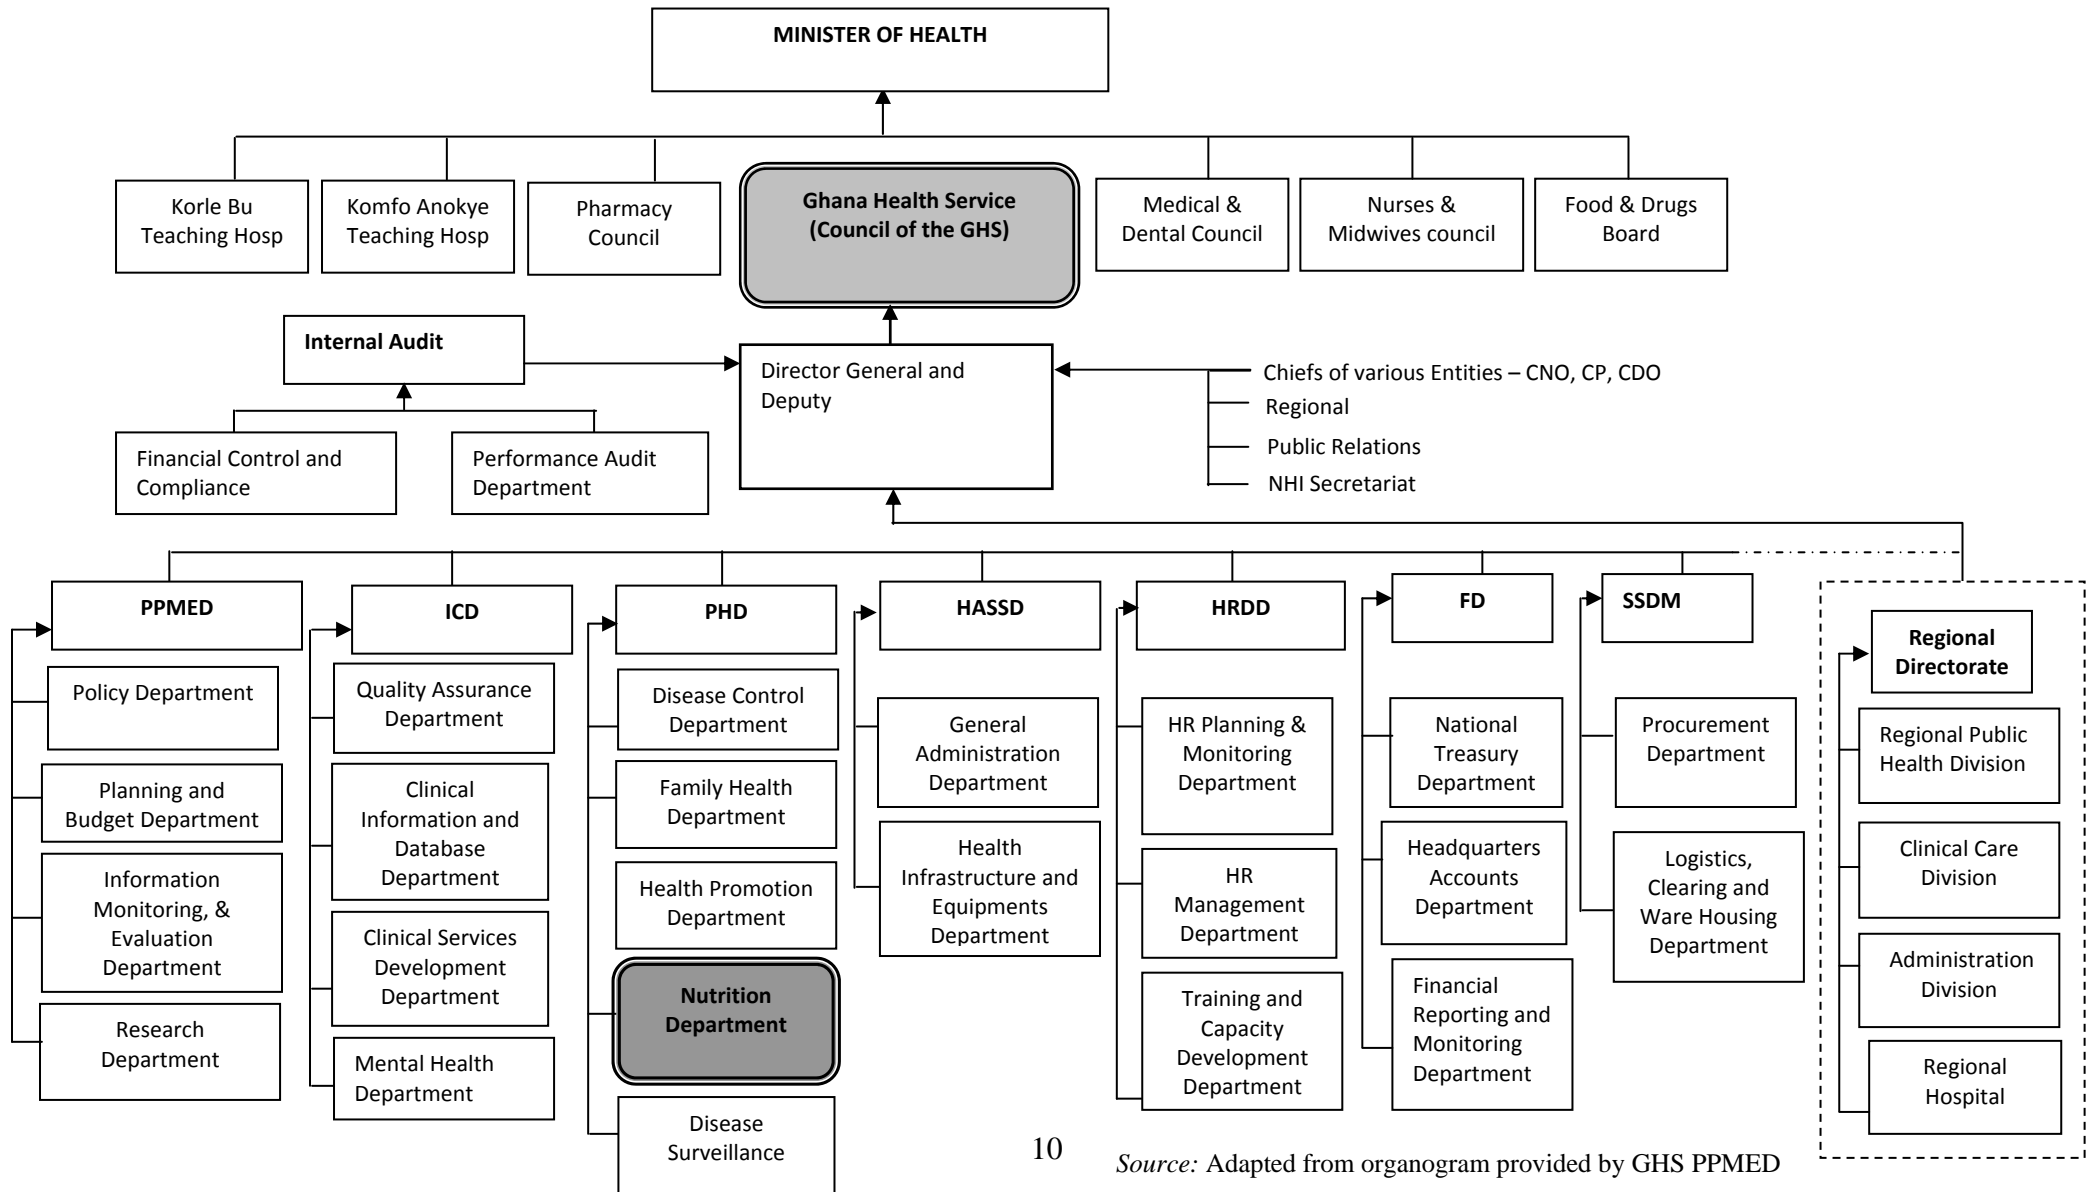 MINISTER OF HEALTH
Korle Bu
Teaching Hosp
Komfo Anokye
Teaching Hosp
Pharmacy
Council
Ghana Health Service
(Council of the GHS)
Medical &
Dental Council
Nurses &
Midwives council
Food & Drugs
Board
Internal Audit
Director General and
Deputy
Chiefs of various Entities – CNO, CP, CDO
Regional
Public Relations
NHI Secretariat
Financial Control and
Compliance
Performance Audit
Department
PPMED
Policy Department
Planning and
Budget Department
Information
Monitoring, &
Evaluation
Department
Research
Department
ICD
Quality Assurance
Department
Clinical
Information and
Database
Department
Clinical Services
Development
Department
Mental Health
Department
PHD
Disease Control
Department
Family Health
Department
Health Promotion
Department
Nutrition
Department
Disease
Surveillance
HASSD
General
Administration
Department
Health
Infrastructure and
Equipments
Department
HRDD
HR Planning &
Monitoring
Department
HR
Management
Department
Training and
Capacity
Development
Department
FD
National
Treasury
Department
Headquarters
Accounts
Department
Financial
Reporting and
Monitoring
Department
SSDM
Procurement
Department
Logistics,
Clearing and
Ware Housing
Department
Regional
Directorate
Regional Public
Health Division
Clinical Care
Division
Administration
Division
Regional
Hospital
10
Source: Adapted from organogram provided by GHS PPMED